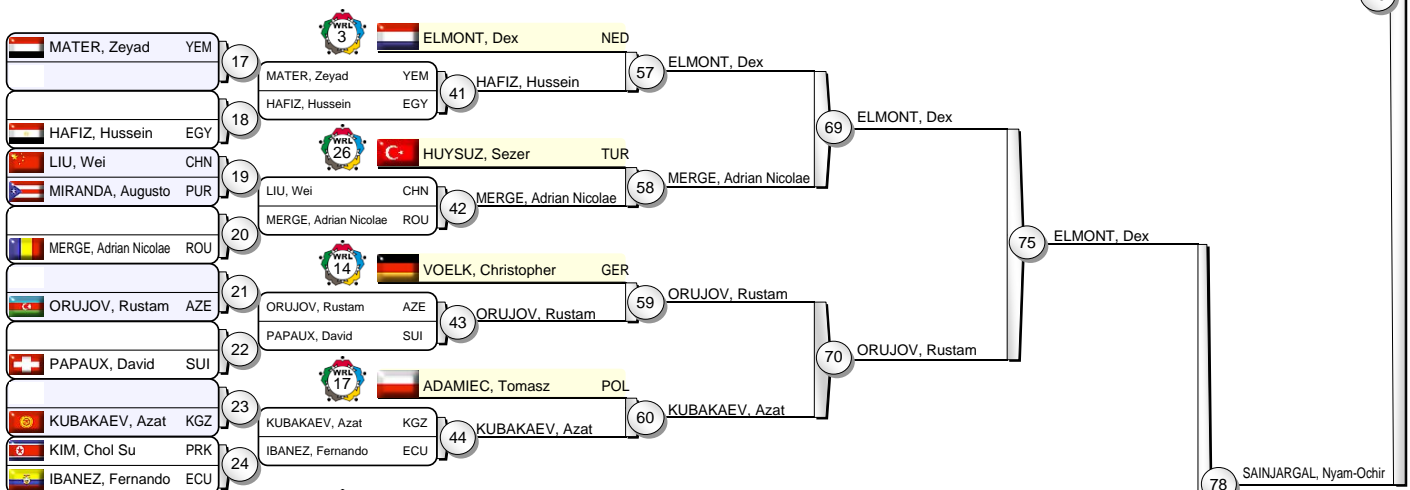 WRL
3
ELMONT, Dex NED
MATER, Zeyad YEM
17
MATER, Zeyad YEM
HAFIZ, Hussein EGY
41
HAFIZ, Hussein
57
ELMONT, Dex
18
HAFIZ, Hussein EGY
69
ELMONT, Dex
WRL
26
HUYSUZ, Sezer TUR
LIU, Wei CHN
19
MIRANDA, Augusto PUR
LIU, Wei CHN
MERGE, Adrian Nicolae ROU
42
MERGE, Adrian Nicolae
58
MERGE, Adrian Nicolae
20
MERGE, Adrian Nicolae ROU
75
ELMONT, Dex
WRL
14
VOELK, Christopher GER
21
ORUJOV, Rustam AZE
ORUJOV, Rustam AZE
PAPAUX, David SUI
43
ORUJOV, Rustam
59
ORUJOV, Rustam
22
PAPAUX, David SUI
70
ORUJOV, Rustam
WRL
17
ADAMIEC, Tomasz POL
23
KUBAKAEV, Azat KGZ
KUBAKAEV, Azat KGZ
IBANEZ, Fernando ECU
44
KUBAKAEV, Azat
60
KUBAKAEV, Azat
KIM, Chol Su PRK
24
IBANEZ, Fernando ECU
78
SAINJARGAL, Nyam-Ochir